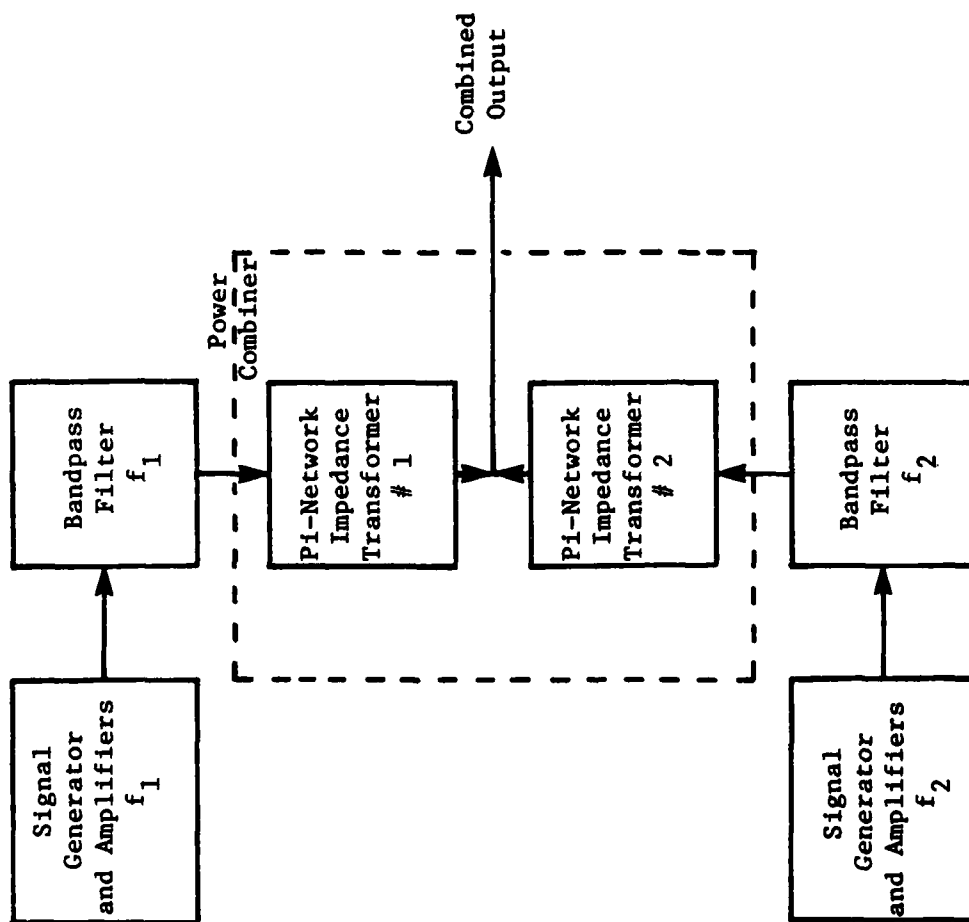 Signal
Generator
and Amplifiers
f1
Bandpass
Filter
f1
Power
Combiner
Pi-Network
Impedance
Transformer
# 1
Combined
Output
Pi-Network
Impedance
Transformer
# 2
Signal
Generator
and Amplifiers
f2
Bandpass
Filter
f2